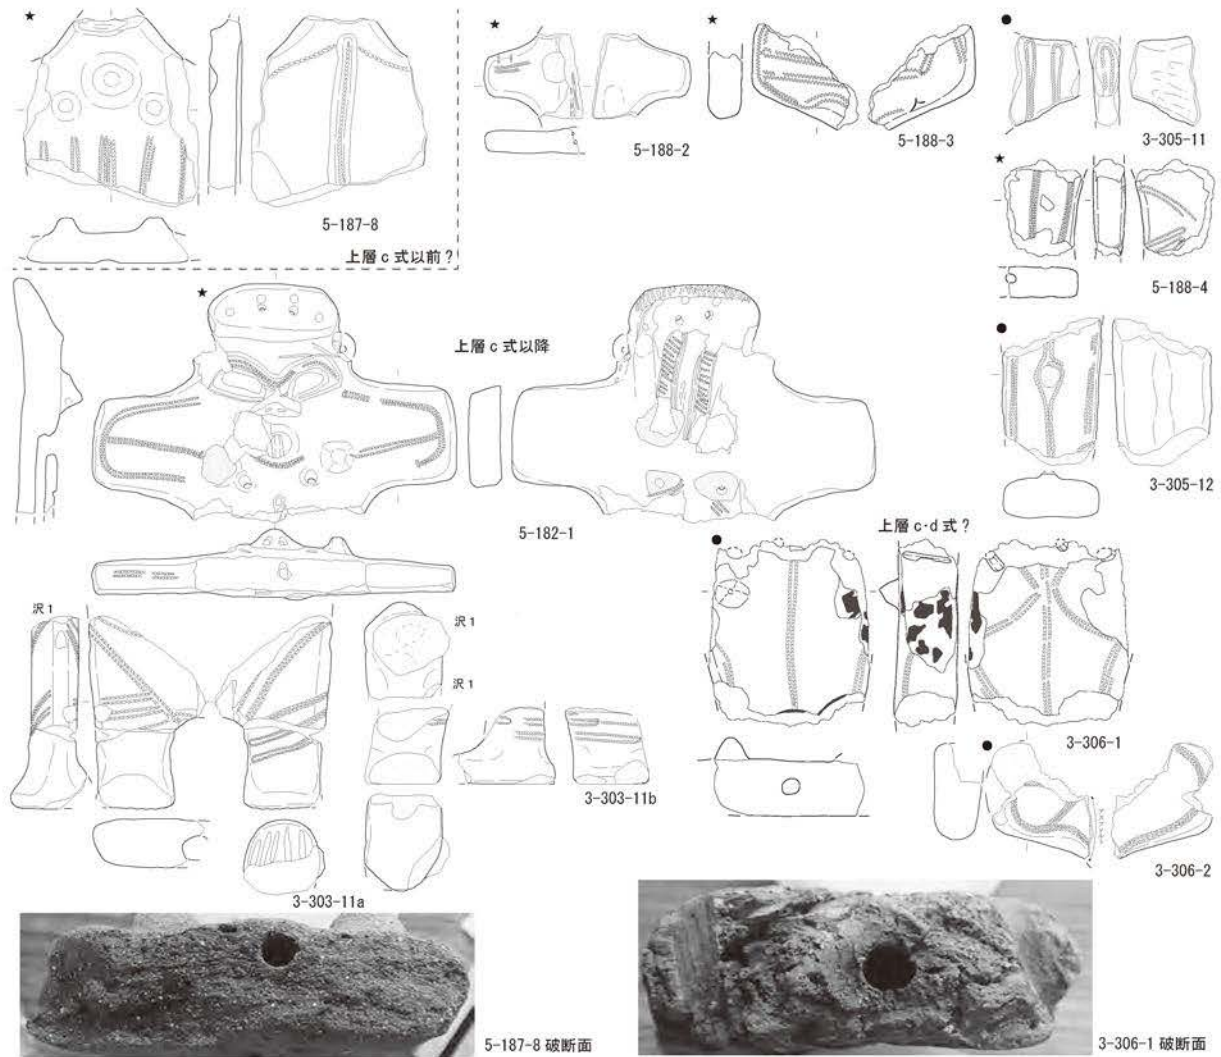 ★
★
★
●
5-187-8
上層c式以前？
5-188-2
5-188-3
3-305-11
★
5-188-4
★
上層c式以降
5-182-1
●
3-305-12
上層c·d式？
●
3-306-1
沢1
沢1
沢1
3-303-11b
3-303-11a
●
3-306-2
5-187-8 破断面
3-306-1 破断面